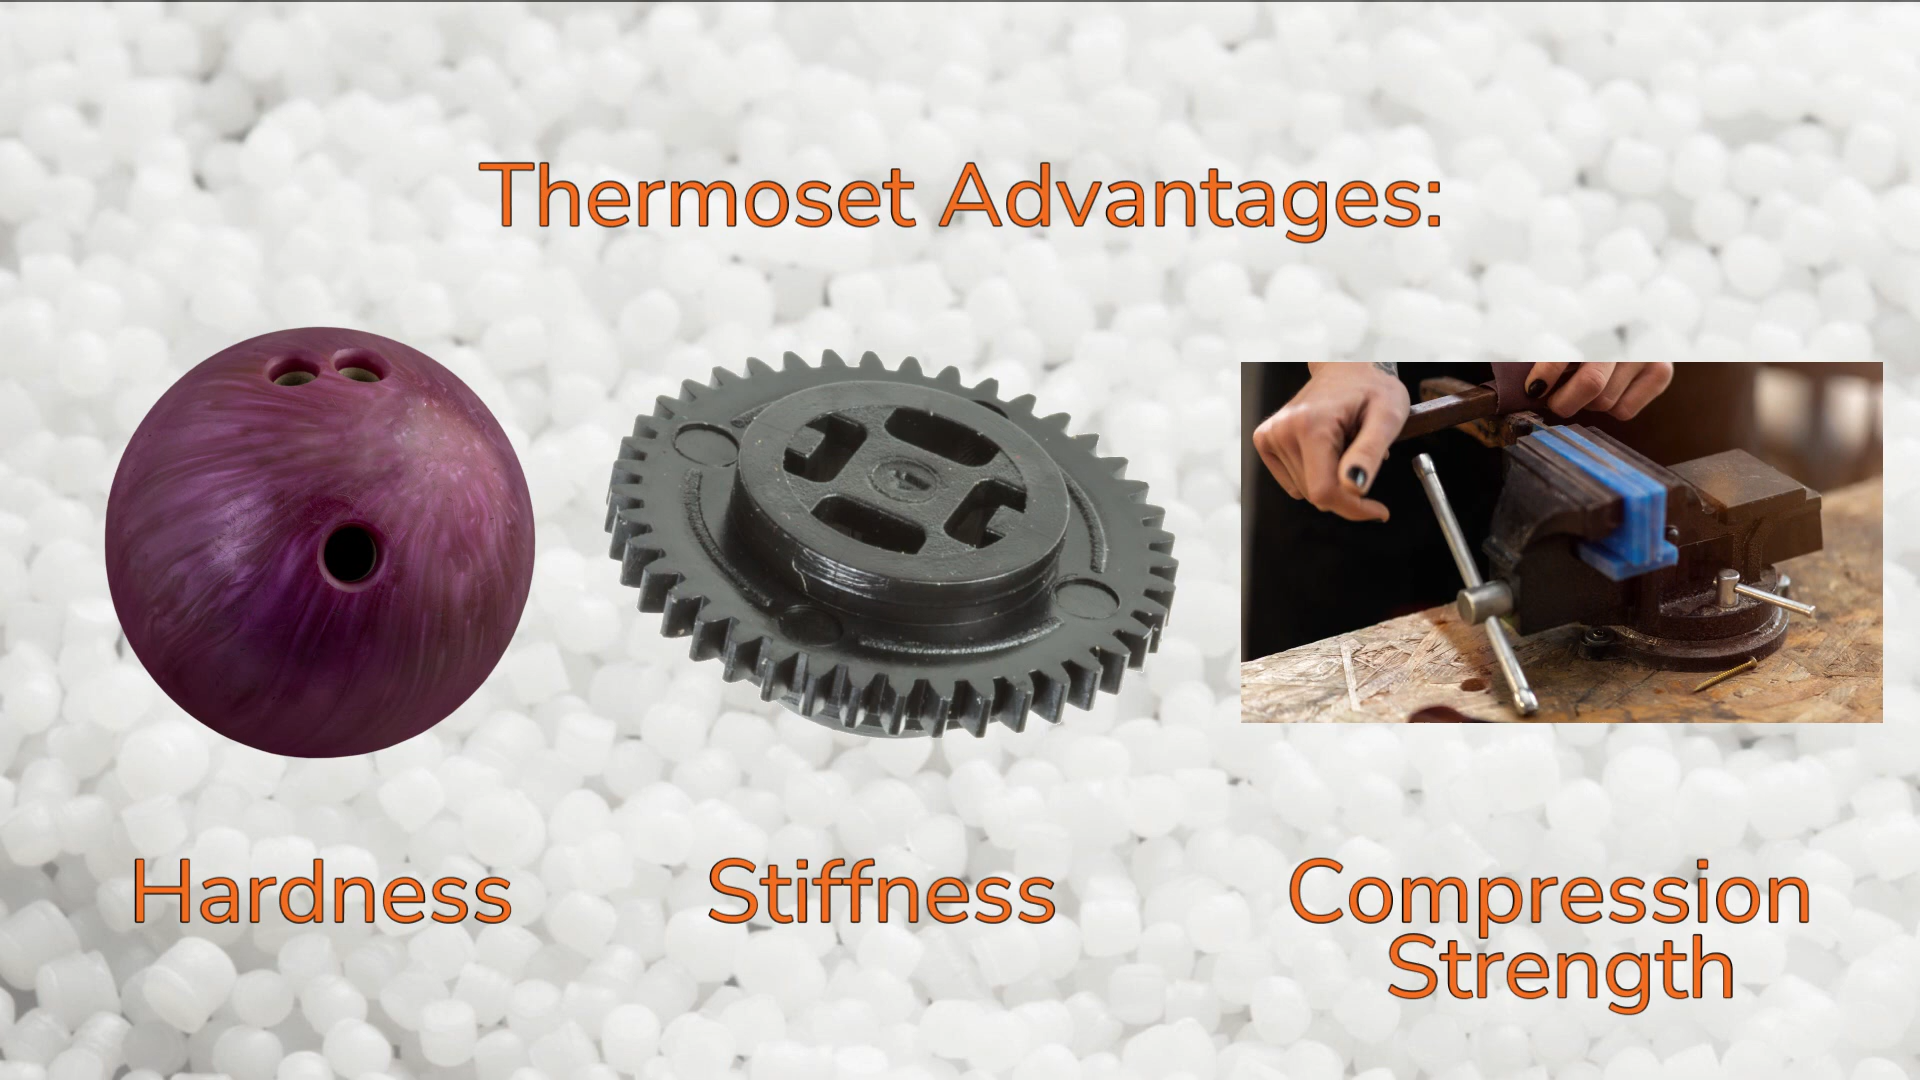 Thermoset Advantages:
Hardness
Stiffness
Compression
Strength